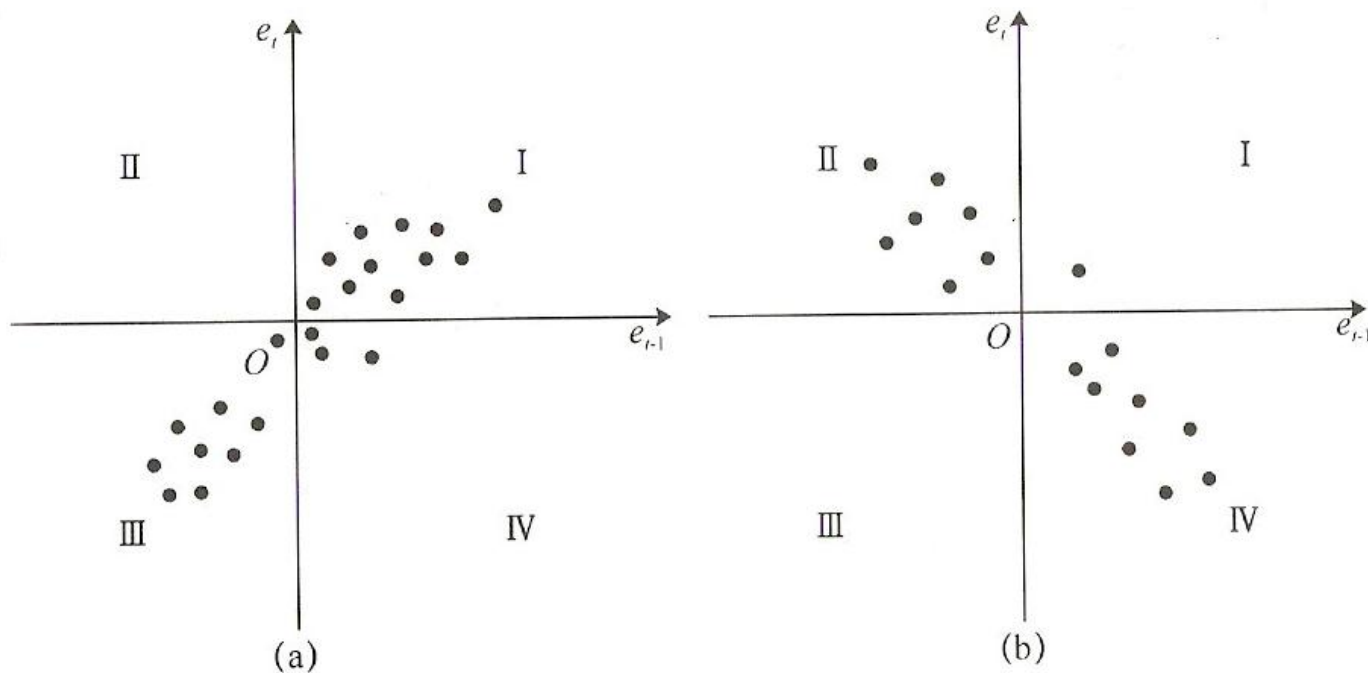 e_t
e_t
II
I
II
I
O
e_{t-1}
O
e_{t-1}
III
IV
III
IV
(a)
(b)